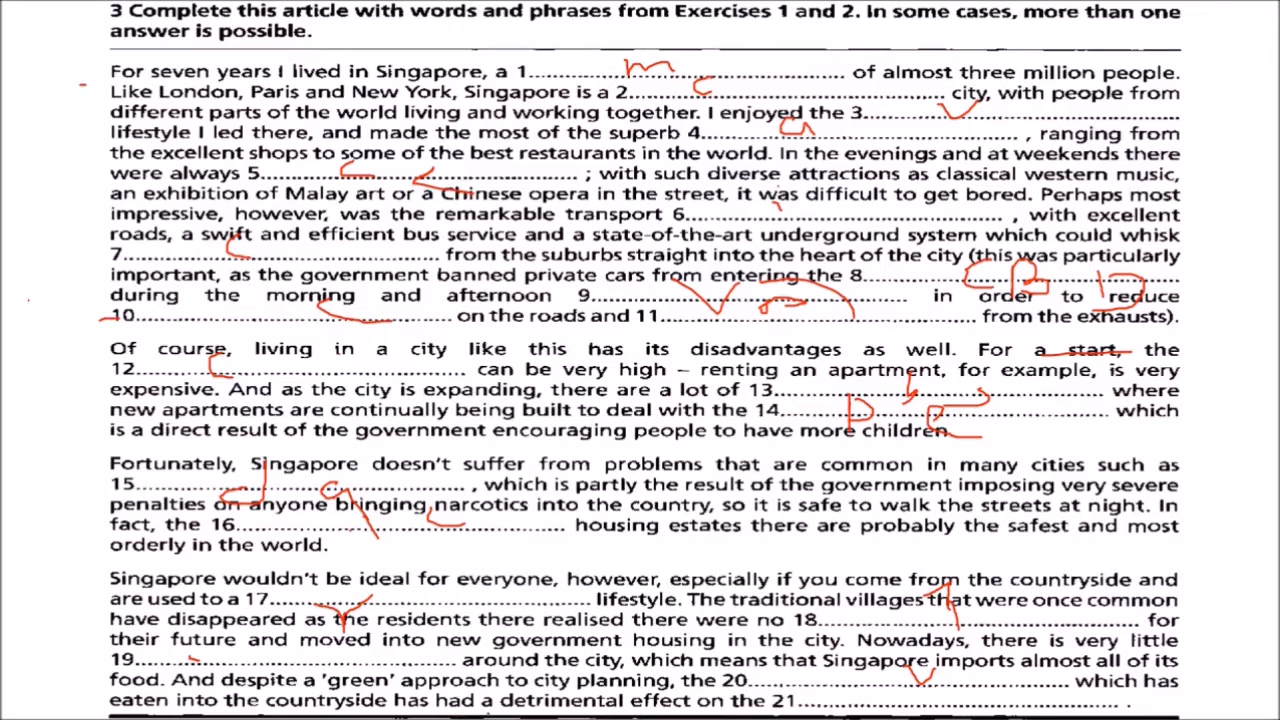 3 Complete this article with words and phrases from Exercises 1 and 2. In some cases, more than one
answer is possible.
For seven years I lived in Singapore, a 1.................................................. of almost three million people.
Like London, Paris and New York, Singapore is a 2.................................................. city, with people from
different parts of the world living and working together. I enjoyed the 3..................................................
lifestyle I led there, and made the most of the superb 4.................................................. , ranging from
the excellent shops to some of the best restaurants in the world. In the evenings and at weekends there
were always 5.................................................. ; with such diverse attractions as classical western music,
an exhibition of Malay art or a Chinese opera in the street, it was difficult to get bored. Perhaps most
impressive, however, was the remarkable transport 6.................................................. , with excellent
roads, a swift and efficient bus service and a state-of-the-art underground system which could whisk
7.................................................. from the suburbs straight into the heart of the city (this was particularly
important, as the government banned private cars from entering the 8..................................................
during the morning and afternoon 9.................................................. in order to reduce
10.................................................. on the roads and 11.................................................. from the exhausts).
Of course, living in a city like this has its disadvantages as well. For a start, the
12.................................................. can be very high – renting an apartment, for example, is very
expensive. And as the city is expanding, there are a lot of 13.................................................. where
new apartments are continually being built to deal with the 14.................................................. which
is a direct result of the government encouraging people to have more children.
Fortunately, Singapore doesn't suffer from problems that are common in many cities such as
15.................................................. , which is partly the result of the government imposing very severe
penalties on anyone bringing narcotics into the country, so it is safe to walk the streets at night. In
fact, the 16.................................................. housing estates there are probably the safest and most
orderly in the world.
Singapore wouldn't be ideal for everyone, however, especially if you come from the countryside and
are used to a 17.................................................. lifestyle. The traditional villages that were once common
have disappeared as the residents there realised there were no 18.................................................. for
their future and moved into new government housing in the city. Nowadays, there is very little
19.................................................. around the city, which means that Singapore imports almost all of its
food. And despite a 'green' approach to city planning, the 20.................................................. which has
eaten into the countryside has had a detrimental effect on the 21.................................................. .